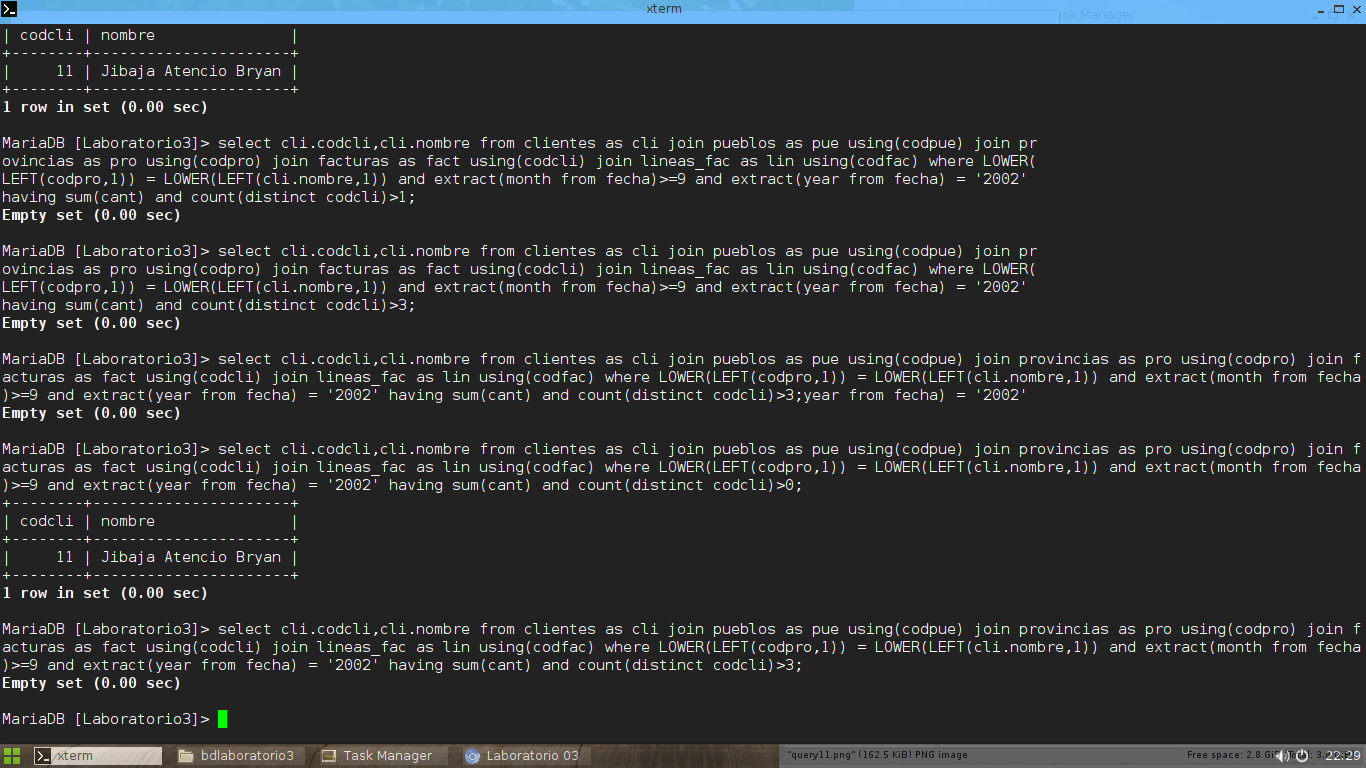 xterm
Task Manager
| codcli | nombre               |
+--------+----------------------+
|     11 | Jibaja Atencio Bryan |
+--------+----------------------+
1 row in set (0.00 sec)
MariaDB [Laboratorio3]> select cli.codcli,cli.nombre from clientes as cli join pueblos as pue using(codpue) join pr
ovincias as pro using(codpro) join facturas as fact using(codcli) join lineas_fac as lin using(codfac) where LOWER(
LEFT(codpro,1)) = LOWER(LEFT(cli.nombre,1)) and extract(month from fecha)>=9 and extract(year from fecha) = '2002'
having sum(cant) and count(distinct codcli)>1;
Empty set (0.00 sec)
MariaDB [Laboratorio3]> select cli.codcli,cli.nombre from clientes as cli join pueblos as pue using(codpue) join pr
ovincias as pro using(codpro) join facturas as fact using(codcli) join lineas_fac as lin using(codfac) where LOWER(
LEFT(codpro,1)) = LOWER(LEFT(cli.nombre,1)) and extract(month from fecha)>=9 and extract(year from fecha) = '2002'
having sum(cant) and count(distinct codcli)>3;
Empty set (0.00 sec)
MariaDB [Laboratorio3]> select cli.codcli,cli.nombre from clientes as cli join pueblos as pue using(codpue) join provincias as pro using(codpro) join f
acturas as fact using(codcli) join lineas_fac as lin using(codfac) where LOWER(LEFT(codpro,1)) = LOWER(LEFT(cli.nombre,1)) and extract(month from fecha
)>=9 and extract(year from fecha) = '2002' having sum(cant) and count(distinct codcli)>3;year from fecha) = '2002'
Empty set (0.00 sec)
MariaDB [Laboratorio3]> select cli.codcli,cli.nombre from clientes as cli join pueblos as pue using(codpue) join provincias as pro using(codpro) join f
acturas as fact using(codcli) join lineas_fac as lin using(codfac) where LOWER(LEFT(codpro,1)) = LOWER(LEFT(cli.nombre,1)) and extract(month from fecha
)>=9 and extract(year from fecha) = '2002' having sum(cant) and count(distinct codcli)>0;
+--------+----------------------+
| codcli | nombre               |
+--------+----------------------+
|     11 | Jibaja Atencio Bryan |
+--------+----------------------+
1 row in set (0.00 sec)
MariaDB [Laboratorio3]> select cli.codcli,cli.nombre from clientes as cli join pueblos as pue using(codpue) join provincias as pro using(codpro) join f
acturas as fact using(codcli) join lineas_fac as lin using(codfac) where LOWER(LEFT(codpro,1)) = LOWER(LEFT(cli.nombre,1)) and extract(month from fecha
)>=9 and extract(year from fecha) = '2002' having sum(cant) and count(distinct codcli)>3;
Empty set (0.00 sec)
MariaDB [Laboratorio3]>
xterm bdlaboratorio3 Task Manager Laboratorio 03 "query11.png" (162.5 KiB) PNG image Free space: 2.8 22:29